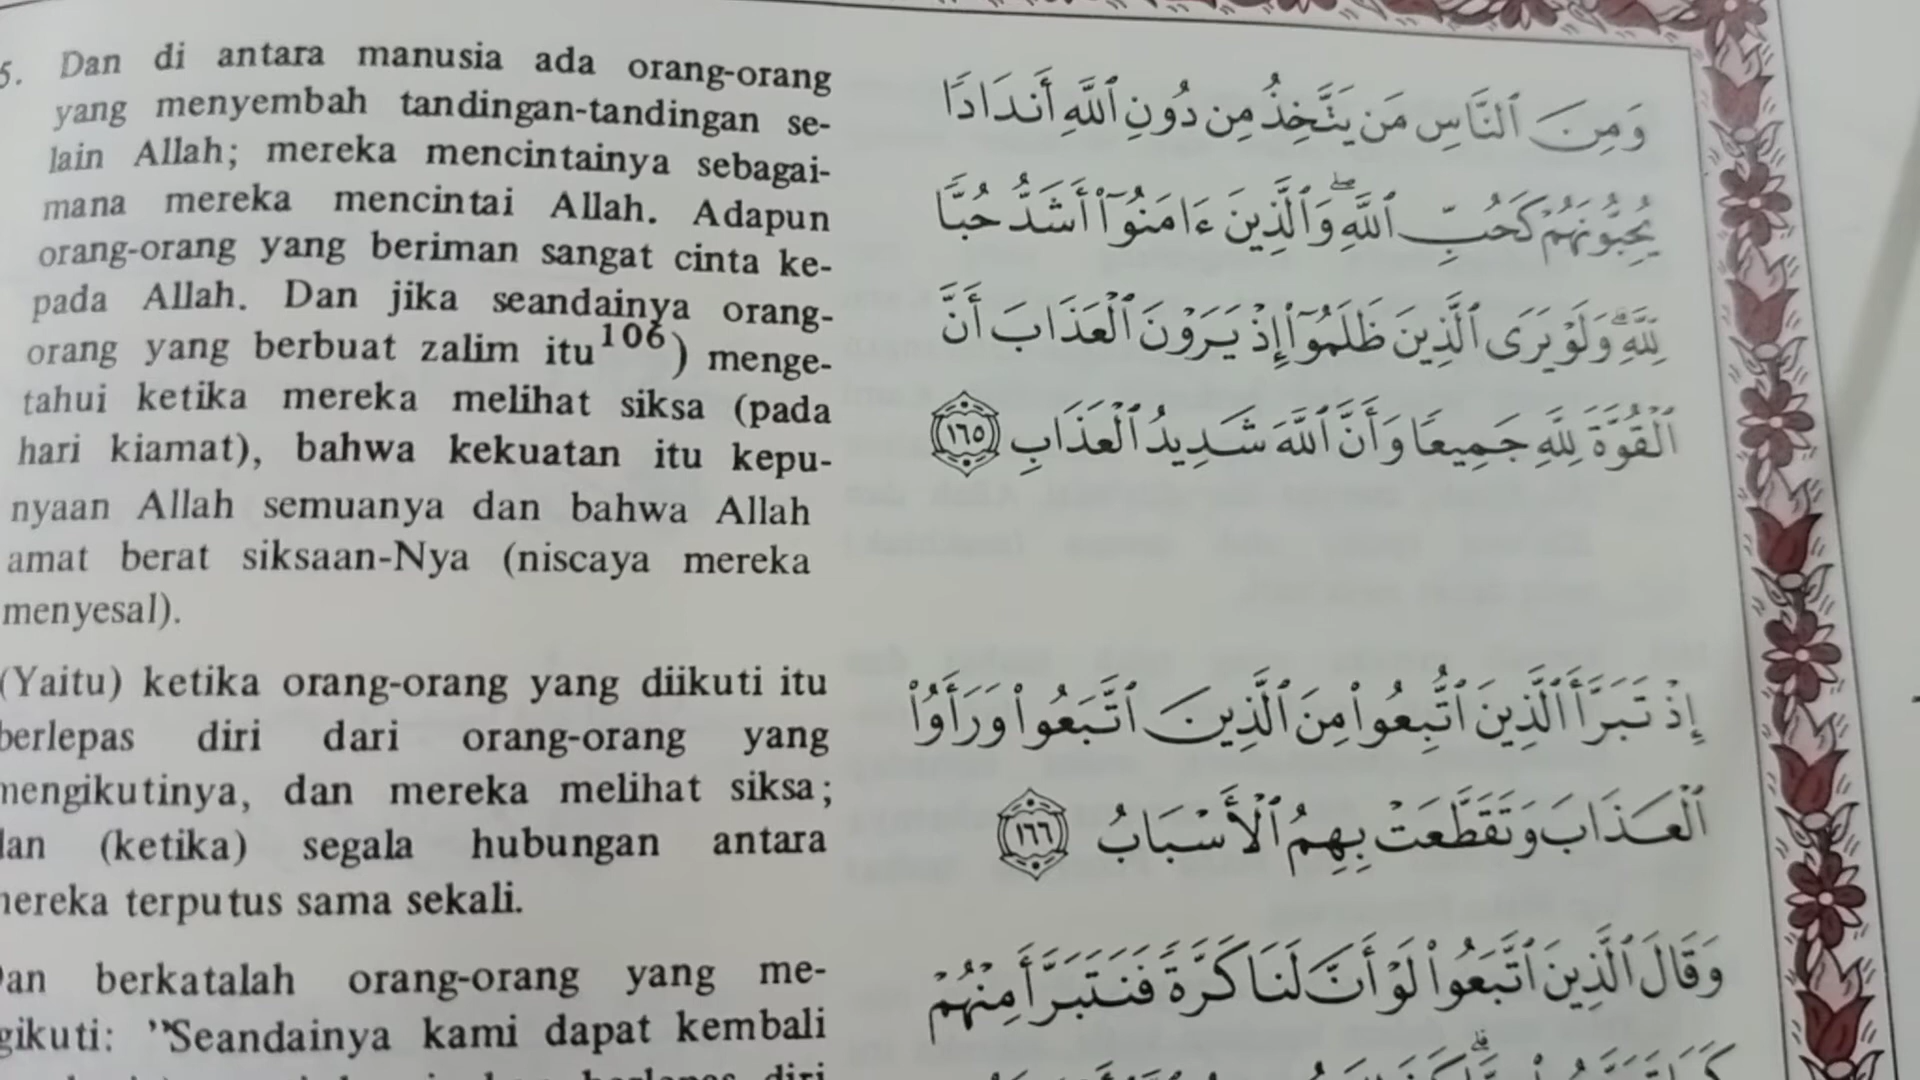 5. Dan di antara manusia ada orang-orang
yang menyembah tandingan-tandingan se-
lain Allah; mereka mencintainya sebagai-
mana mereka mencintai Allah. Adapun
orang-orang yang beriman sangat cinta ke-
pada Allah. Dan jika seandainya orang-
orang yang berbuat zalim itu106) menge-
tahui ketika mereka melihat siksa (pada
hari kiamat), bahwa kekuatan itu kepu-
nyaan Allah semuanya dan bahwa Allah
amat berat siksaan-Nya (niscaya mereka
menyesal).
(Yaitu) ketika orang-orang yang diikuti itu
berlepas diri dari orang-orang yang
mengikutinya, dan mereka melihat siksa;
dan (ketika) segala hubungan antara
mereka terputus sama sekali.
Dan berkatalah orang-orang yang me-
gikuti: ”Seandainya kami dapat kembali
وَمِنَ ٱلنَّاسِ مَن يَتَّخِذُ مِن دُونِ ٱللَّهِ أَندَادًا
يُحِبُّونَهُمْ كَحُبِّ ٱللَّهِ ۖ وَٱلَّذِينَ ءَامَنُوٓا۟ أَشَدُّ حُبًّا
لِّلَّهِ ۗ وَلَوْ يَرَى ٱلَّذِينَ ظَلَمُوٓا۟ إِذْ يَرَوْنَ ٱلْعَذَابَ أَنَّ
ٱلْقُوَّةَ لِلَّهِ جَمِيعًا وَأَنَّ ٱللَّهَ شَدِيدُ ٱلْعَذَابِ ١٦٥
إِذْ تَبَرَّأَ ٱلَّذِينَ ٱتُّبِعُوا۟ مِنَ ٱلَّذِينَ ٱتَّبَعُوا۟ وَرَأَوُا۟
ٱلْعَذَابَ وَتَقَطَّعَتْ بِهِمُ ٱلْأَسْبَابُ ١٦٦
وَقَالَ ٱلَّذِينَ ٱتَّبَعُوا۟ لَوْ أَنَّ لَنَا كَرَّةً فَنَتَبَرَّأَ مِنْهُمْ